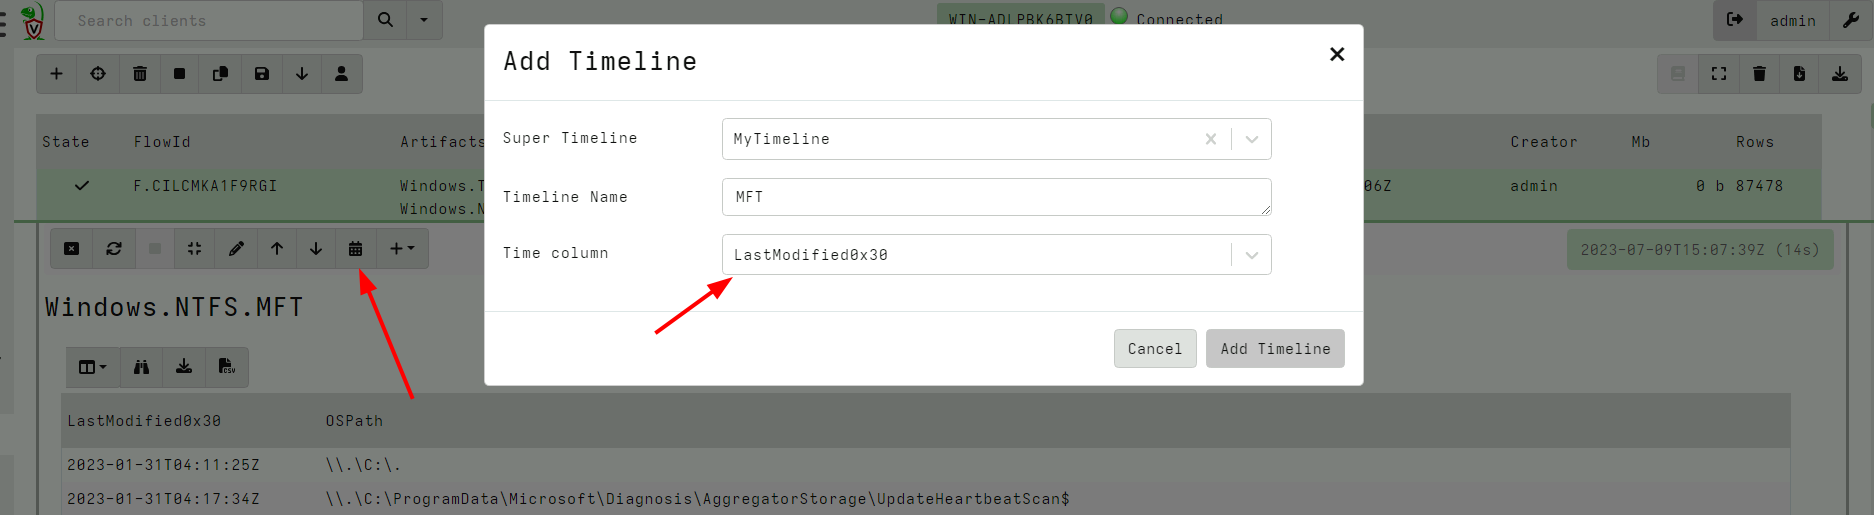 Search clients
WIN-ADLPBK6BTV0 Connected
admin
Add Timeline
State FlowId Artifacts Creator Mb Rows
Super Timeline MyTimeline
F.CILCMKA1F9RGI Windows.T 06Z admin 0 b 87478
Windows.N
Timeline Name MFT
Time column LastModified0x30
2023-07-09T15:07:39Z (14s)
Windows.NTFS.MFT
Cancel Add Timeline
CSV
LastModified0x30 OSPath
2023-01-31T04:11:25Z \\.\C:\.
2023-01-31T04:17:34Z \\.\C:\ProgramData\Microsoft\Diagnosis\AggregatorStorage\UpdateHeartbeatScan$